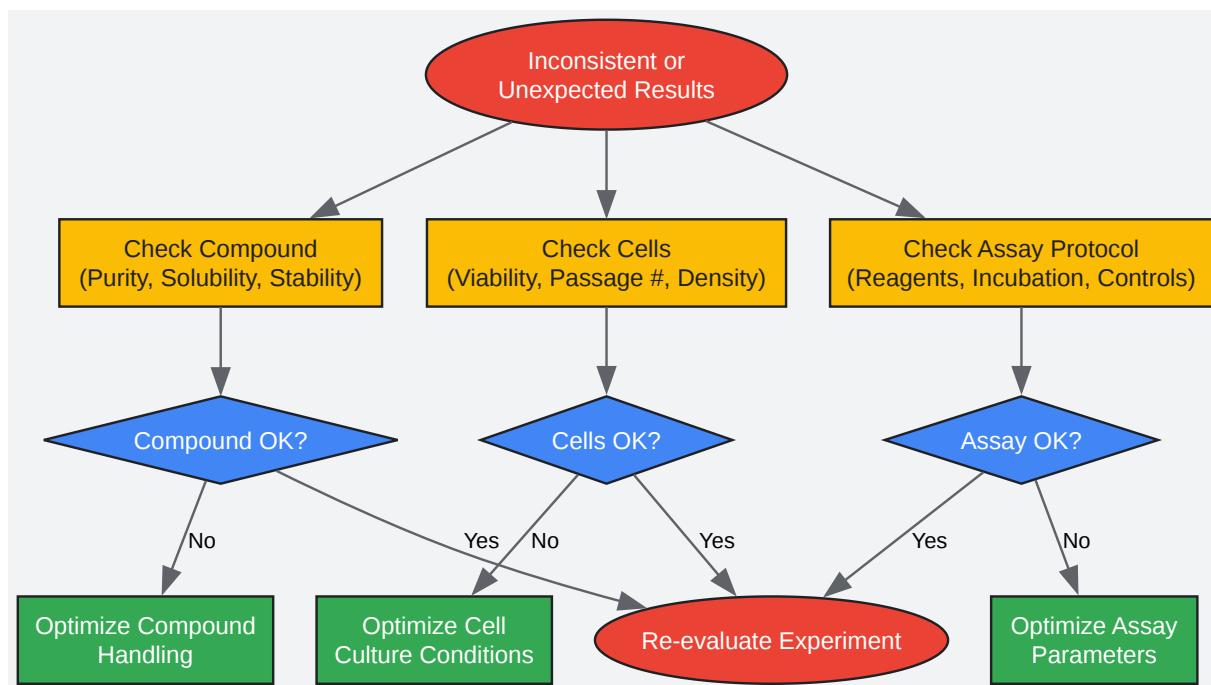 Inconsistent or
Unexpected Results
Check Compound
(Purity, Solubility, Stability)
Check Cells
(Viability, Passage #, Density)
Check Assay Protocol
(Reagents, Incubation, Controls)
Compound OK?
Cells OK?
Assay OK?
No
Yes
No
Yes
Yes
No
Optimize Compound
Handling
Optimize Cell
Culture Conditions
Re-evaluate Experiment
Optimize Assay
Parameters